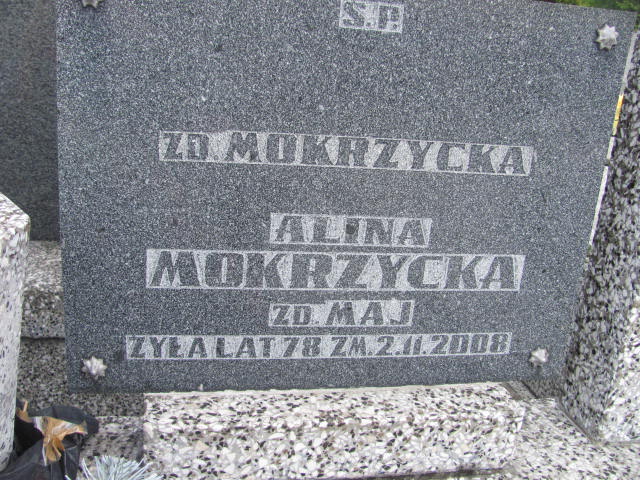 Ś.P.
ZD. MOKRZYCKA
ALINA
MOKRZYCKA
ZD. MAJ
ŻYŁA LAT 78 ZM. 2.11.2008